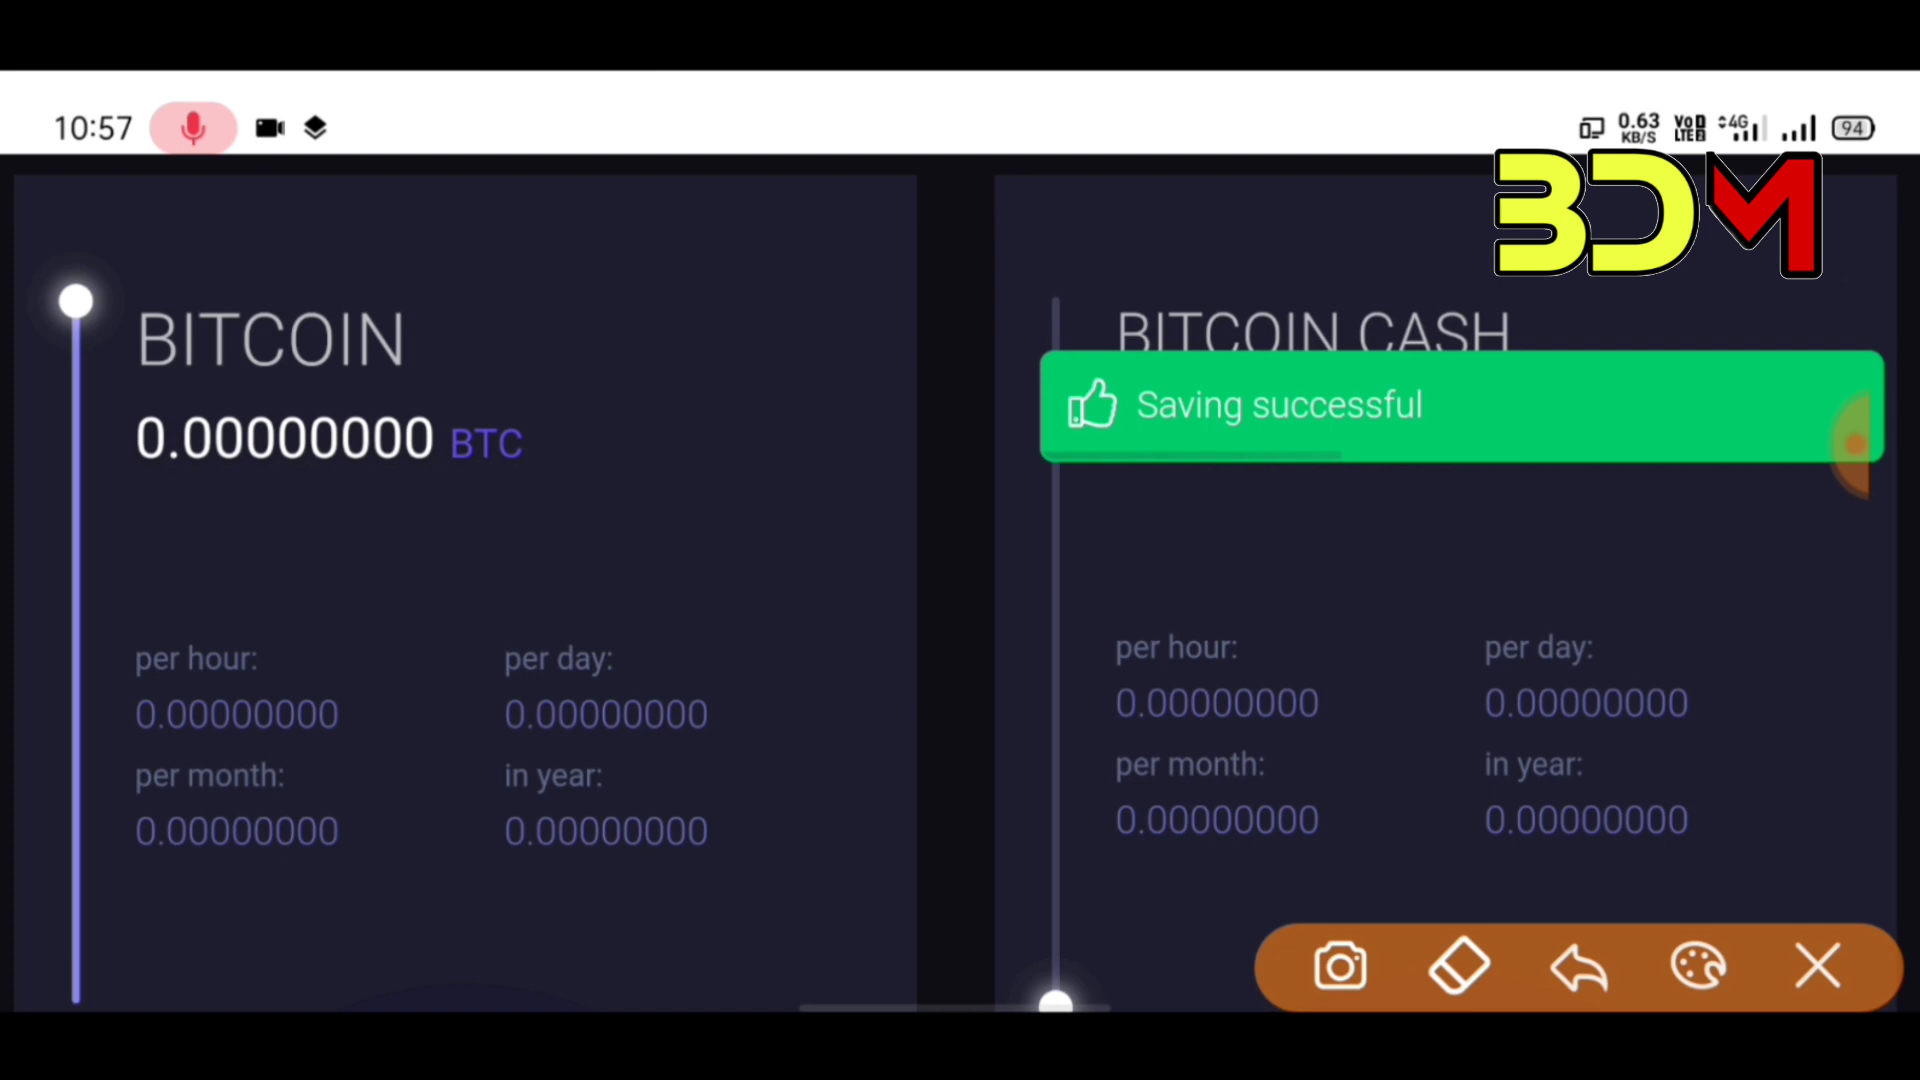 10:57
0.63
KB/S
Vo
LTE 2
4G
94
3DM
BITCOIN
0.00000000 BTC
per hour:
0.00000000
per day:
0.00000000
per month:
0.00000000
in year:
0.00000000
BITCOIN CASH
Saving successful
per hour:
0.00000000
per day:
0.00000000
per month:
0.00000000
in year:
0.00000000